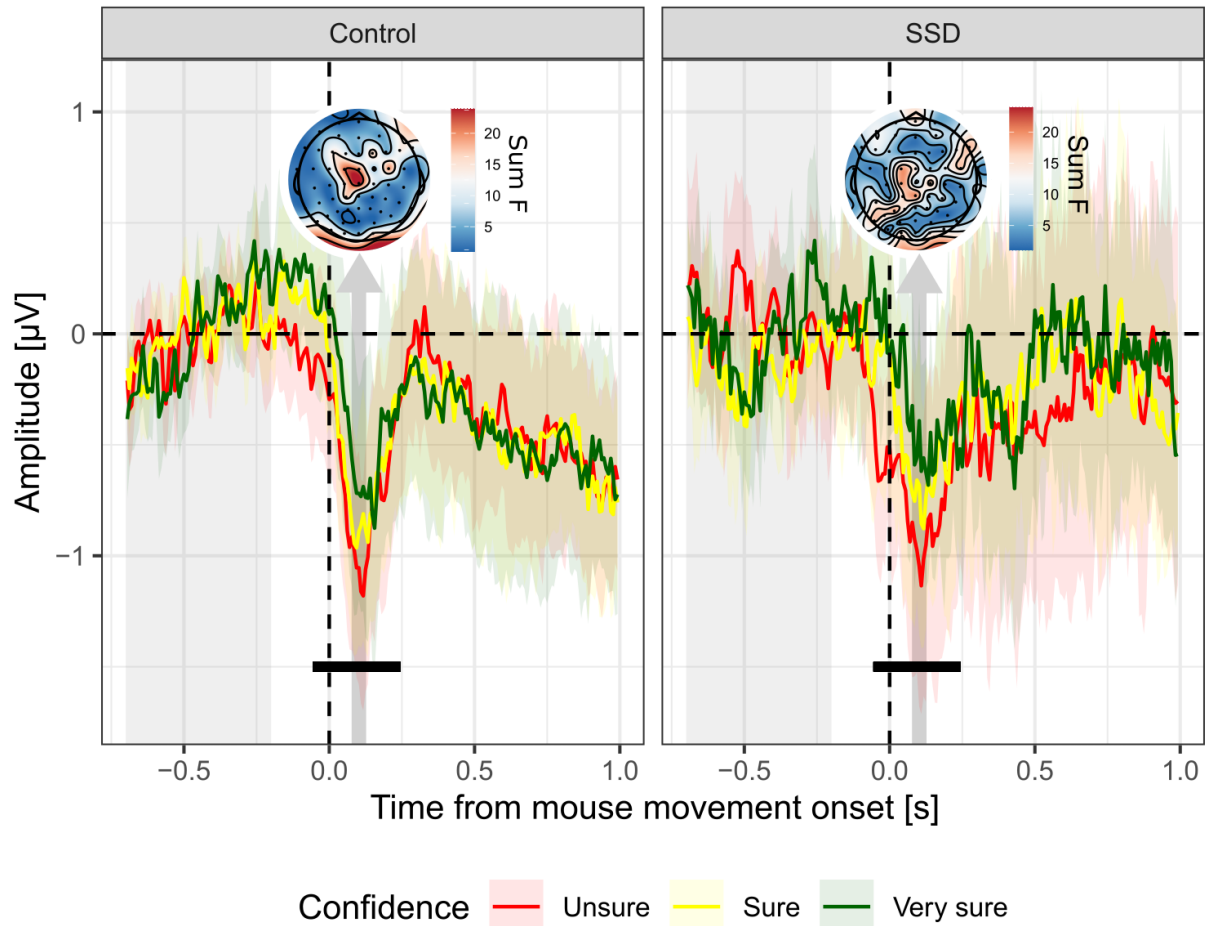 Control
SSD
1
0
−1
Amplitude [µV]
20
15
10
5
Sum F
20
15
10
5
Sum F
−0.5
0.0
0.5
1.0
−0.5
0.0
0.5
1.0
Time from mouse movement onset [s]
Confidence Unsure Sure Very sure